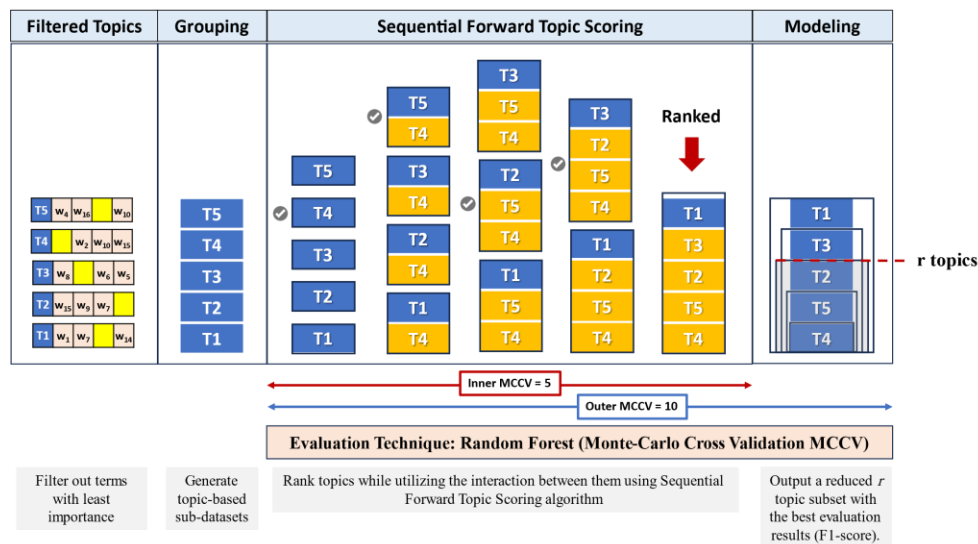 Filtered Topics
Grouping
Sequential Forward Topic Scoring
Modeling
T5 w4 w16 w10
T4 w2 w10 w15
T3 w8 w6 w5
T2 w15 w9 w7
T1 w1 w7 w14
T5
T4
T3
T2
T1
T5
T4
T3
T2
T1
T5
T4
T3
T4
T2
T4
T1
T4
T3
T5
T4
T2
T5
T4
T1
T5
T4
T3
T2
T5
T4
T1
T2
T5
T4
Ranked
T1
T3
T2
T5
T4
T1
T3
T2
T5
T4
r topics
Inner MCCV = 5
Outer MCCV = 10
Evaluation Technique: Random Forest (Monte-Carlo Cross Validation MCCV)
Filter out terms
with least
importance
Generate
topic-based
sub-datasets
Rank topics while utilizing the interaction between them using Sequential
Forward Topic Scoring algorithm
Output a reduced r
topic subset with
the best evaluation
results (F1-score).